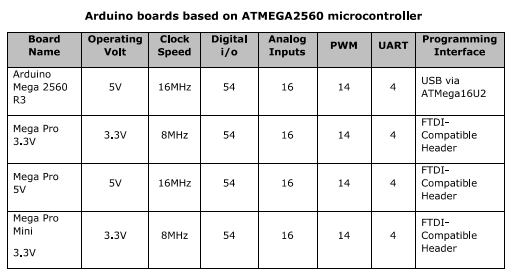 Arduino boards based on ATMEGA2560 microcontroller
Board Name Operating Volt Clock Speed Digital i/o Analog Inputs PWM UART Programming Interface
Arduino Mega 2560 R3 5V 16MHz 54 16 14 4 USB via ATMega16U2
Mega Pro 3.3V 3.3V 8MHz 54 16 14 4 FTDI-Compatible Header
Mega Pro 5V 5V 16MHz 54 16 14 4 FTDI-Compatible Header
Mega Pro Mini 3.3V 3.3V 8MHz 54 16 14 4 FTDI-Compatible Header